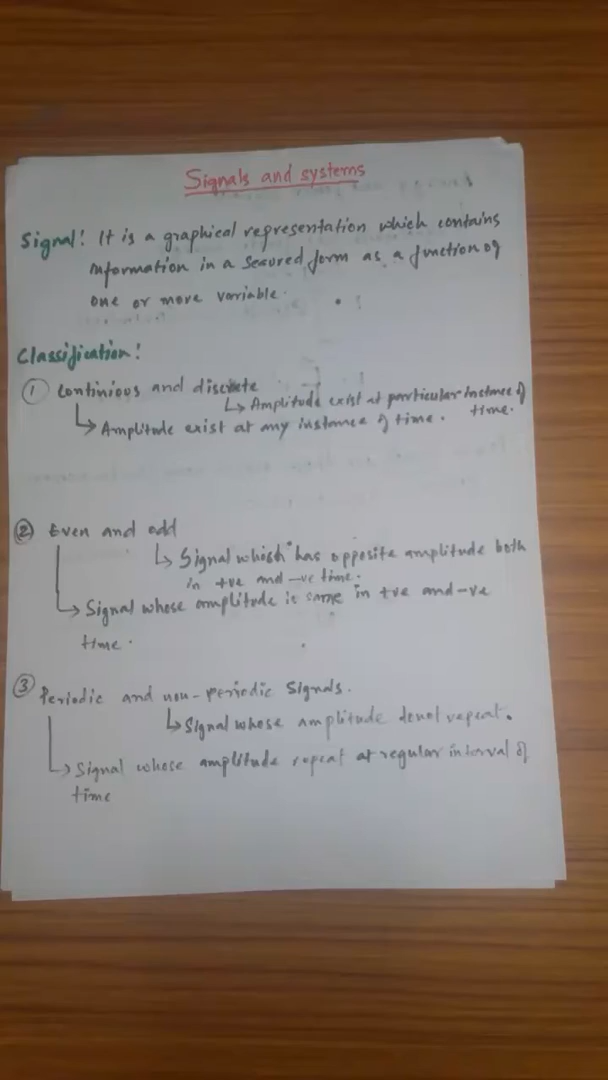 Signals and systems
Signal! It is a graphical representation which contains
information in a secured form as a function of
one or more variable.
Classification!
① Continious and discrete
↳ Amplitude exist at particular instance of
time.
↳ Amplitude exist at any instance of time.
② Even and odd
↳ Signal which has opposite amplitude both
in +ve and -ve time.
↳ Signal whose amplitude is same in +ve and -ve
time.
③ Periodic and non-periodic signals.
↳ Signal whose amplitude donot repeat.
↳ Signal whose amplitude repeat at regular interval of
time